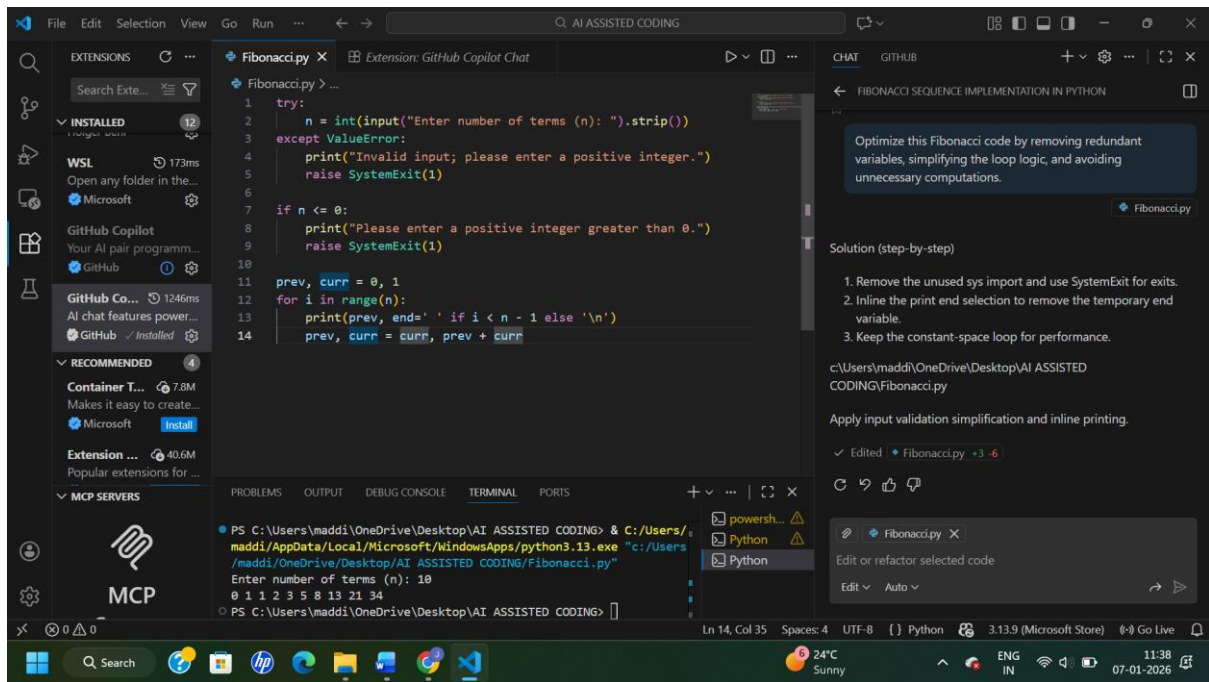 File Edit Selection View Go Run ··· AI ASSISTED CODING
EXTENSIONS
Search Exte...
INSTALLED 12
WSL 173ms
Open any folder in the...
Microsoft
GitHub Copilot
Your AI pair programm...
GitHub
GitHub Co... 1246ms
AI chat features power...
GitHub ✓ Installed
RECOMMENDED 4
Container T... 7.8M
Makes it easy to create...
Microsoft Install
Extension ... 40.6M
Popular extensions for ...
MCP SERVERS
MCP
Fibonacci.py Extension: GitHub Copilot Chat
Fibonacci.py > ...
1 try:
2     n = int(input("Enter number of terms (n): ").strip())
3 except ValueError:
4     print("Invalid input; please enter a positive integer.")
5     raise SystemExit(1)
6
7 if n <= 0:
8     print("Please enter a positive integer greater than 0.")
9     raise SystemExit(1)
10
11 prev, curr = 0, 1
12 for i in range(n):
13     print(prev, end=' ' if i < n - 1 else '\n')
14     prev, curr = curr, prev + curr
PROBLEMS OUTPUT DEBUG CONSOLE TERMINAL PORTS
PS C:\Users\maddi\OneDrive\Desktop\AI ASSISTED CODING> & C:/Users/
maddi/AppData/Local/Microsoft/WindowsApps/python3.13.exe "c:/Users
/maddi/OneDrive/Desktop/AI ASSISTED CODING/Fibonacci.py"
Enter number of terms (n): 10
0 1 1 2 3 5 8 13 21 34
PS C:\Users\maddi\OneDrive\Desktop\AI ASSISTED CODING>
powersh...
Python
Python
CHAT GITHUB
FIBONACCI SEQUENCE IMPLEMENTATION IN PYTHON
Optimize this Fibonacci code by removing redundant
variables, simplifying the loop logic, and avoiding
unnecessary computations.
Fibonacci.py
Solution (step-by-step)
1. Remove the unused sys import and use SystemExit for exits.
2. Inline the print end selection to remove the temporary end
variable.
3. Keep the constant-space loop for performance.
c:\Users\maddi\OneDrive\Desktop\AI ASSISTED
CODING\Fibonacci.py
Apply input validation simplification and inline printing.
✓ Edited Fibonacci.py +3 -6
Fibonacci.py
Edit or refactor selected code
Edit Auto
0 0 Ln 14, Col 35 Spaces: 4 UTF-8 { } Python 3.13.9 (Microsoft Store) Go Live
Search
6
24°C
Sunny
ENG
IN
11:38
07-01-2026